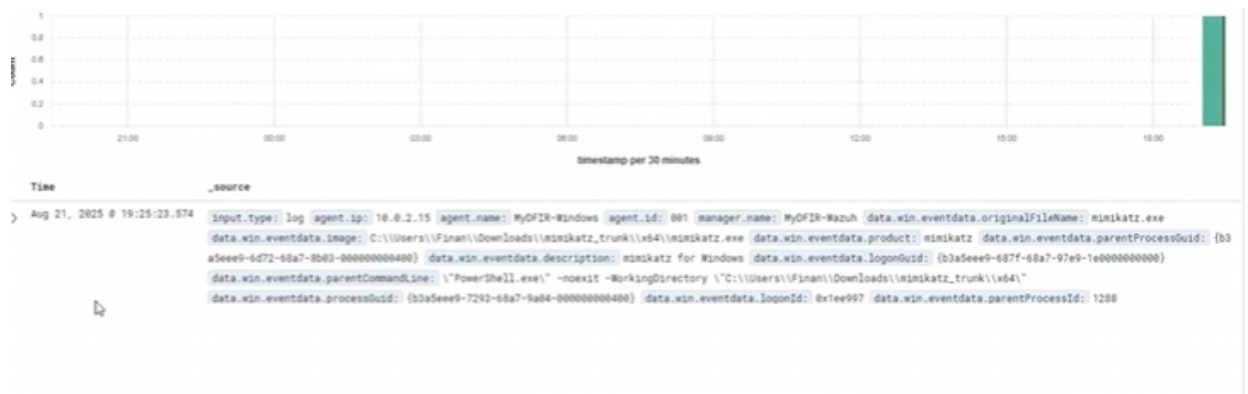 1
0.8
0.6
0.4
0.2
0
Count
21:00 00:00 03:00 06:00 09:00 12:00 15:00 18:00
timestamp per 30 minutes
Time _source
Aug 21, 2025 @ 19:25:23.574 input.type: log agent.ip: 10.0.2.15 agent.name: MyDFIR-Windows agent.id: 001 manager.name: MyDFIR-Wazuh data.win.eventdata.originalFileName: mimikatz.exe
data.win.eventdata.image: C:\\Users\\Finan\\Downloads\\mimikatz_trunk\\x64\\mimikatz.exe data.win.eventdata.product: mimikatz data.win.eventdata.parentProcessGuid: {b3
a5eee9-6d72-68a7-8b03-000000000400} data.win.eventdata.description: mimikatz for Windows data.win.eventdata.logonGuid: {b3a5eee9-687f-68a7-97e9-1e0000000000}
data.win.eventdata.parentCommandLine: \"PowerShell.exe\" -noexit -WorkingDirectory \"C:\\Users\\Finan\\Downloads\\mimikatz_trunk\\x64\"
data.win.eventdata.processGuid: {b3a5eee9-7293-68a7-9a04-000000000400} data.win.eventdata.logonId: 0x1ee997 data.win.eventdata.parentProcessId: 1288